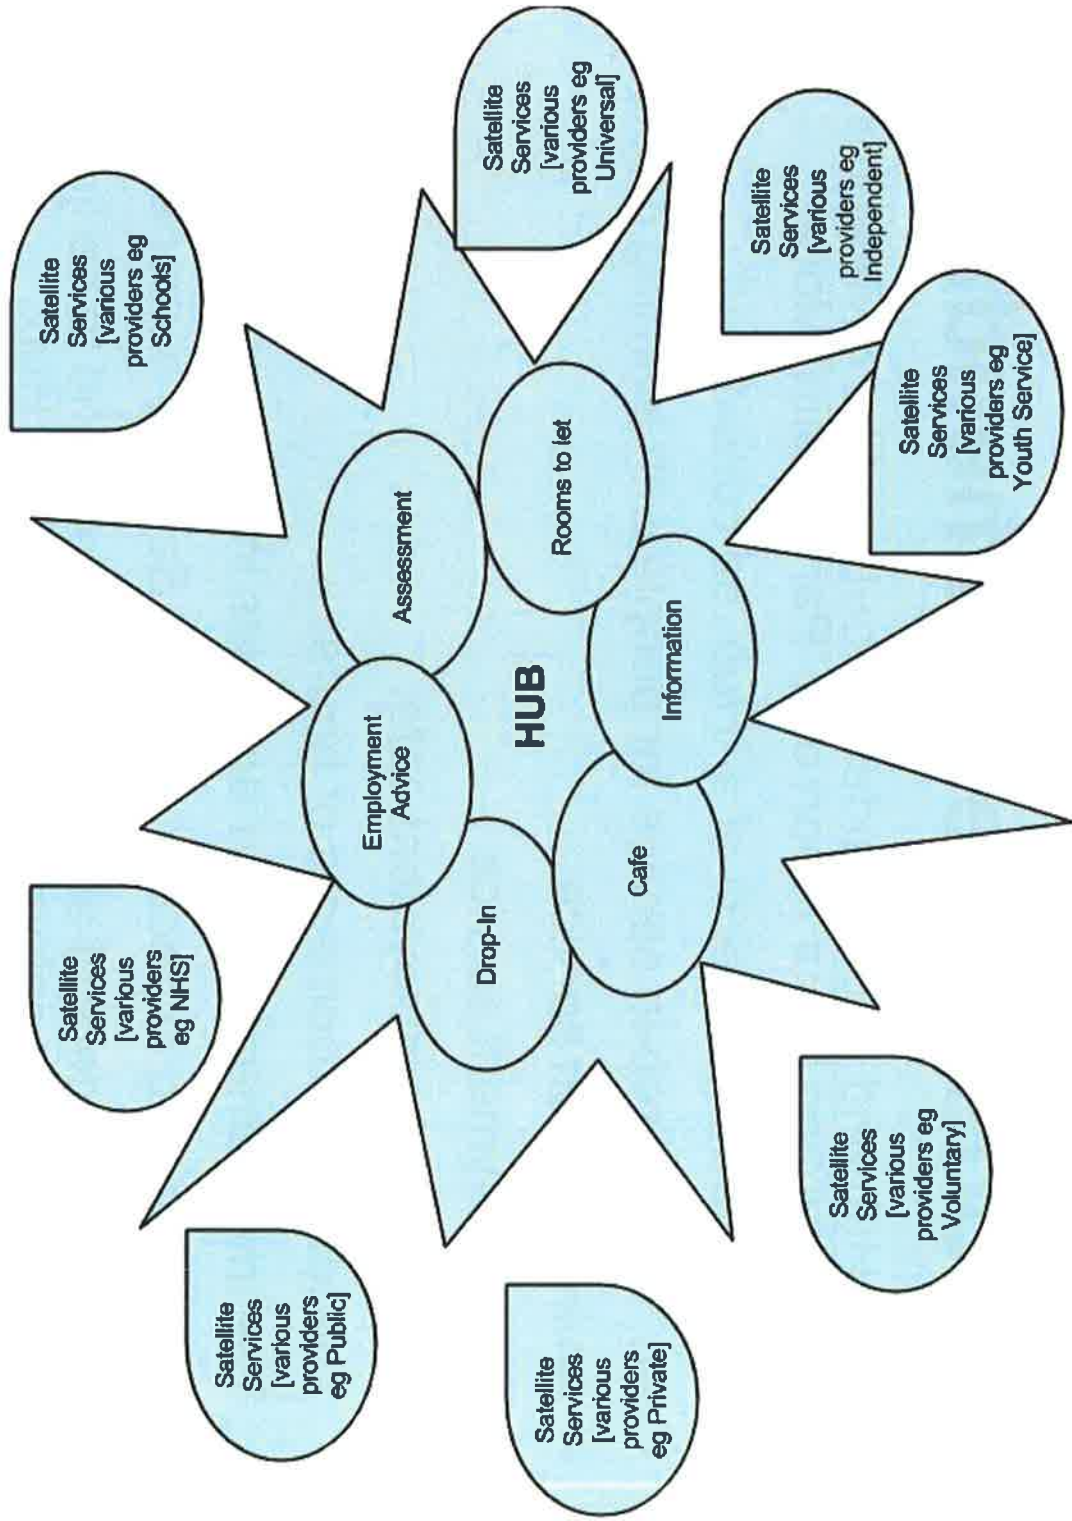 Satellite
Services
[various
providers
eg NHS]
Satellite
Services
[various
providers eg
Schools]
Satellite
Services
[various
providers
eg Public]
Employment
Advice
Assessment
Drop-In
HUB
Rooms to let
Satellite
Services
[various
providers eg
Universal]
Satellite
Services
[various
providers
eg Private]
Cafe
Information
Satellite
Services
[various
providers eg
Independent]
Satellite
Services
[various
providers eg
Voluntary]
Satellite
Services
[various
providers eg
Youth Service]